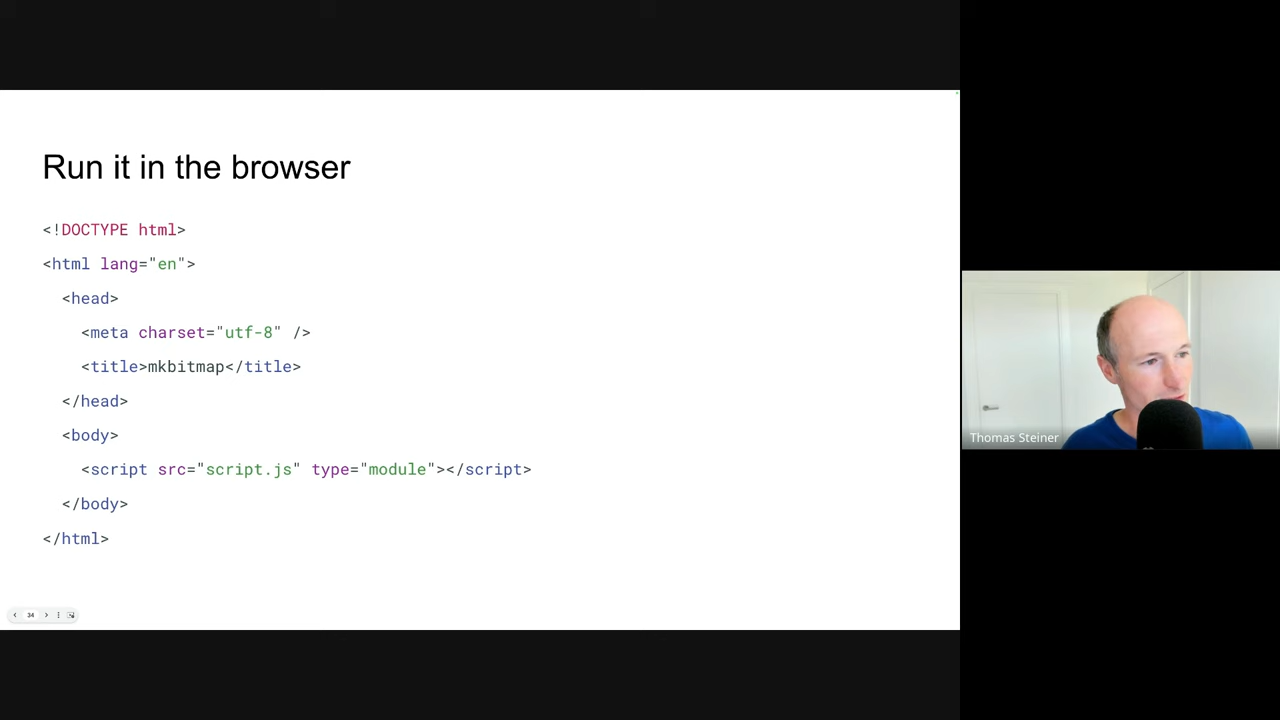 Run it in the browser
<!DOCTYPE html>
<html lang="en">
<head>
<meta charset="utf-8" />
<title>mkbitmap</title>
</head>
<body>
<script src="script.js" type="module"></script>
</body>
</html>
34
Thomas Steiner